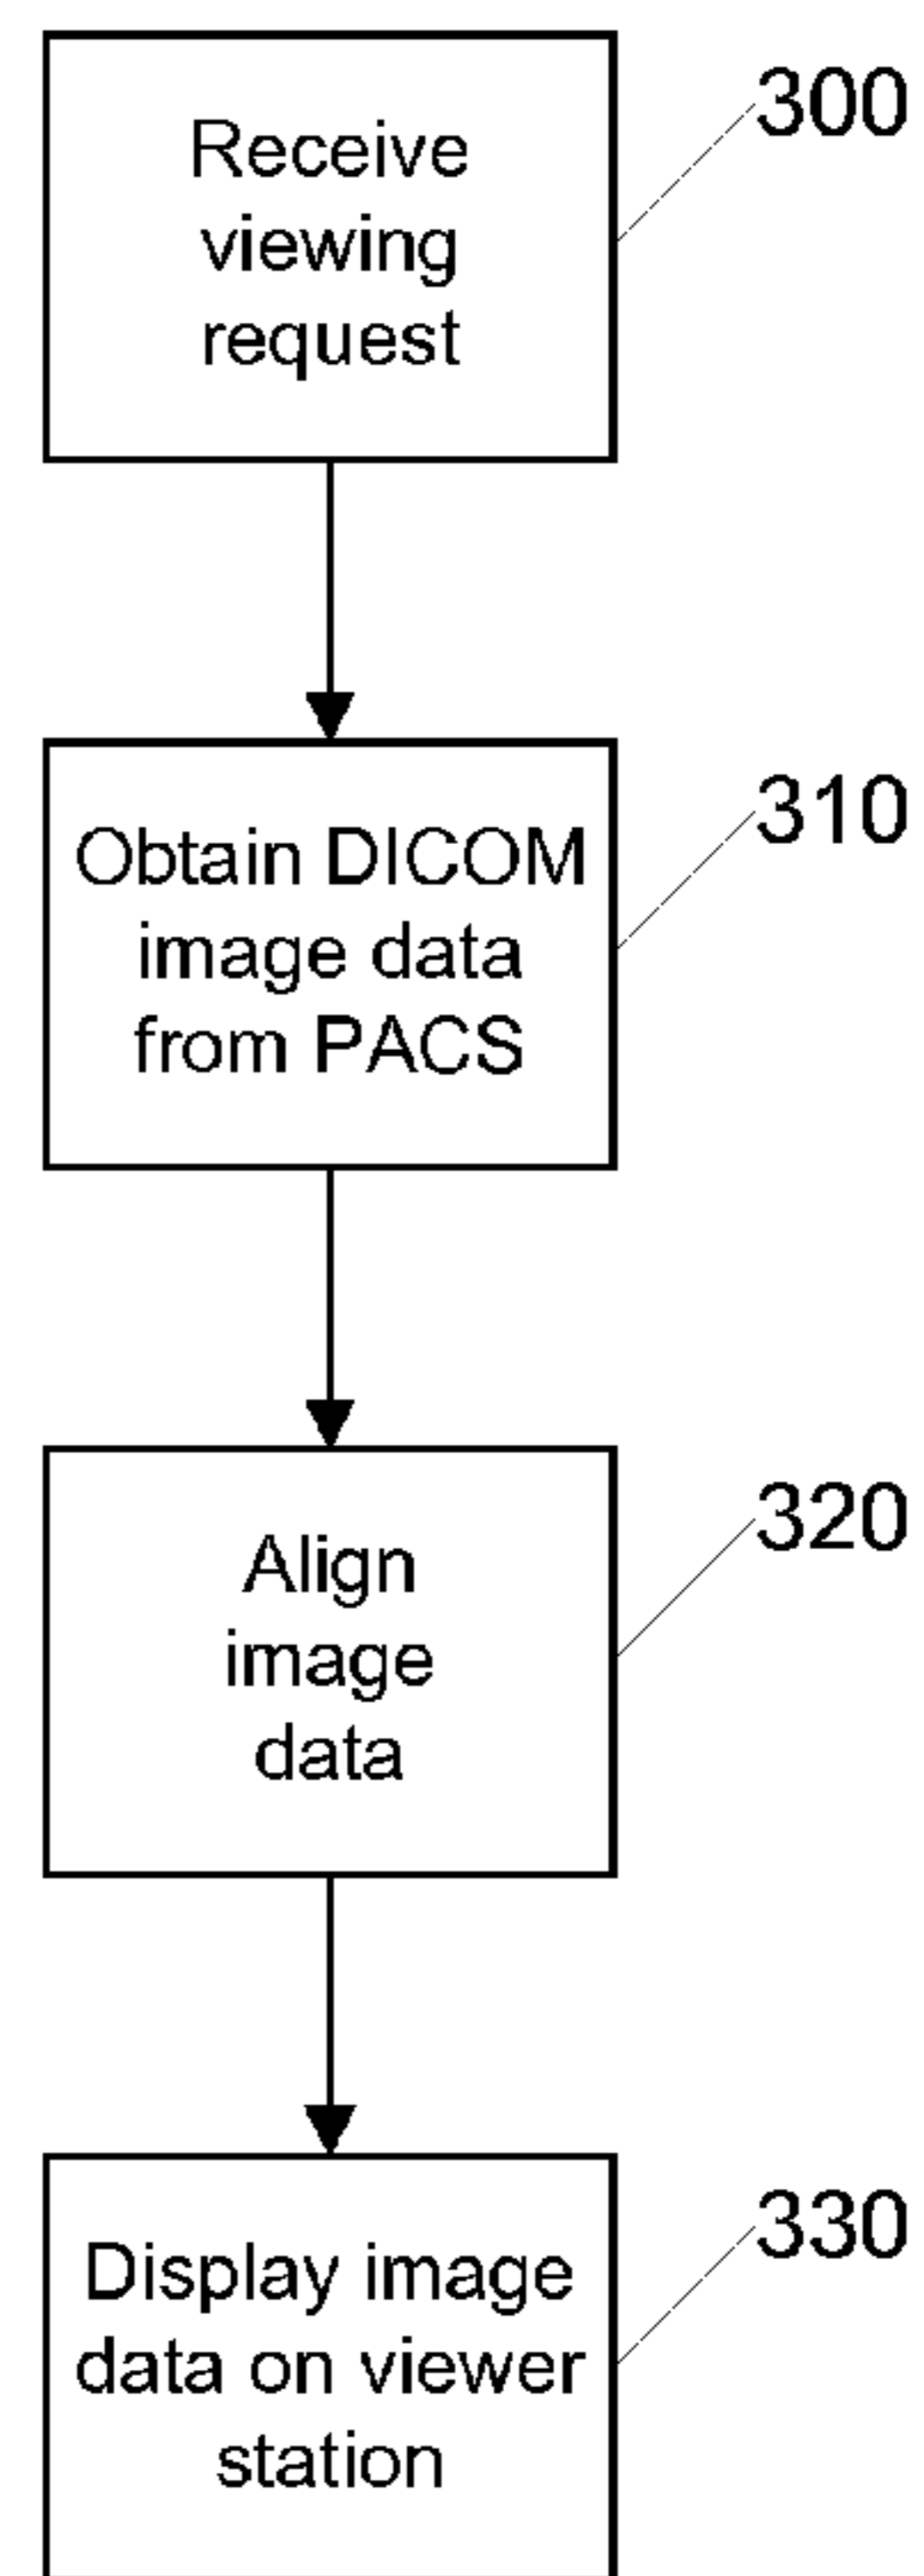 Receive
viewing
request
300
Obtain DICOM
image data
from PACS
310
Align
image
data
320
Display image
data on viewer
station
330